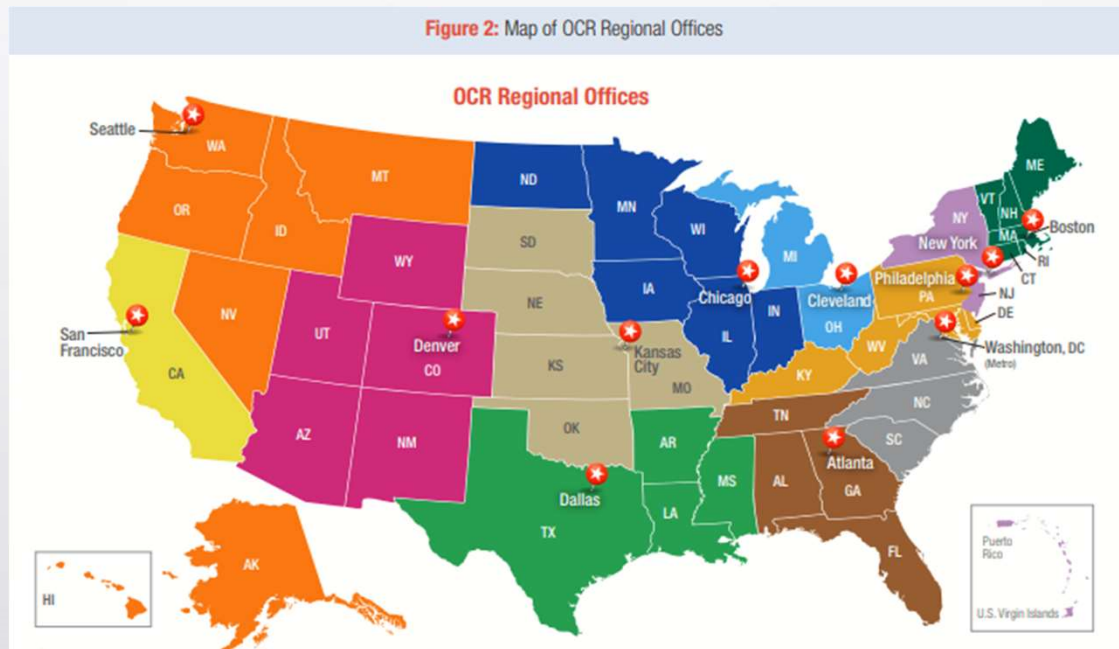 Figure 2: Map of OCR Regional Offices
OCR Regional Offices
Seattle
WA
MT
ND
MN
ME
VT
NH
MA
Boston
RI
CT
NY
New York
OR
ID
SD
WI
MI
WY
Philadelphia
PA
NJ
DE
Washington, DC
(Metro)
San
Francisco
CA
NV
UT
Denver
CO
NE
IA
Chicago
IL
IN
Cleveland
OH
WV
VA
KS
Kansas
City
MO
KY
NC
AZ
NM
OK
AR
TN
SC
Dallas
TX
LA
MS
AL
Atlanta
GA
FL
HI
AK
Puerto
Rico
U.S. Virgin Islands